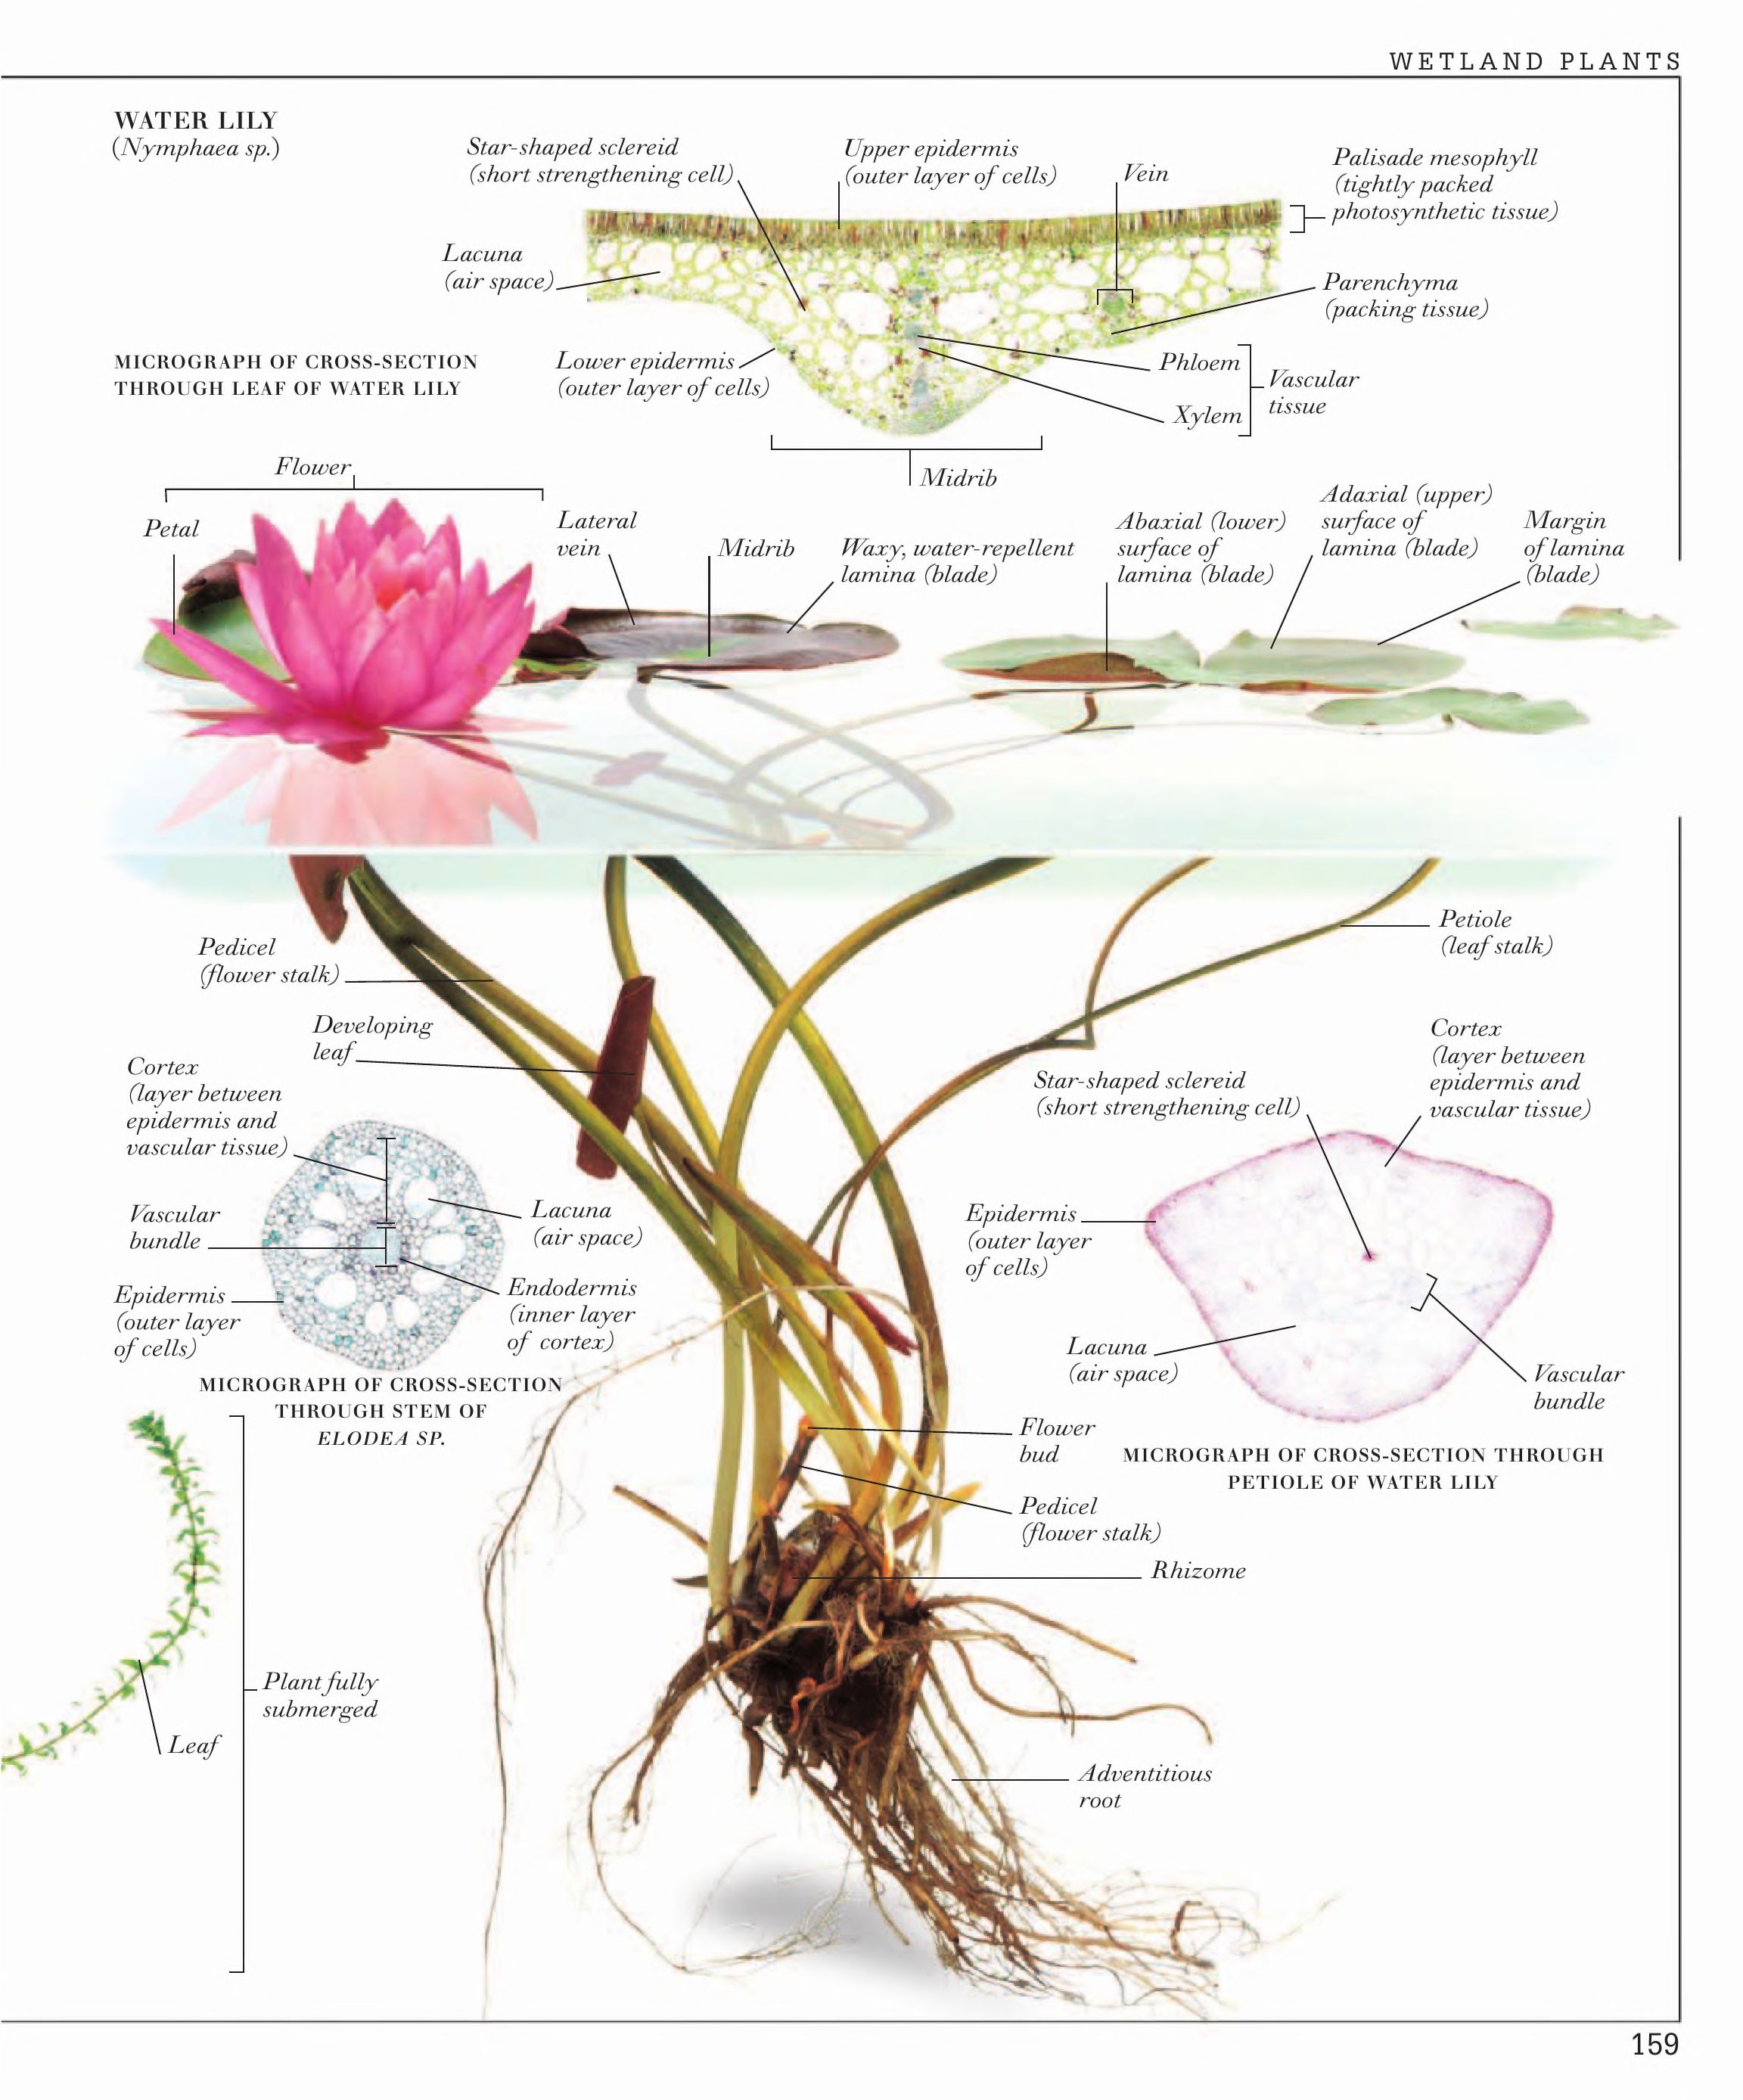 WETLAND PLANTS
WATER LILY
(Nymphaea sp.)
Star-shaped sclereid
(short strengthening cell)
Upper epidermis
(outer layer of cells)
Vein
Palisade mesophyll
(tightly packed
photosynthetic tissue)
Lacuna
(air space)
Parenchyma
(packing tissue)
MICROGRAPH OF CROSS-SECTION
THROUGH LEAF OF WATER LILY
Lower epidermis
(outer layer of cells)
Phloem
Xylem
Vascular
tissue
Midrib
Flower
Petal
Lateral
vein
Midrib
Waxy, water-repellent
lamina (blade)
Abaxial (lower)
surface of
lamina (blade)
Adaxial (upper)
surface of
lamina (blade)
Margin
of lamina
(blade)
Pedicel
(flower stalk)
Petiole
(leaf stalk)
Developing
leaf
Cortex
(layer between
epidermis and
vascular tissue)
Vascular
bundle
Epidermis
(outer layer
of cells)
Lacuna
(air space)
Endodermis
(inner layer
of cortex)
MICROGRAPH OF CROSS-SECTION
THROUGH STEM OF
ELODEA SP.
Star-shaped sclereid
(short strengthening cell)
Cortex
(layer between
epidermis and
vascular tissue)
Epidermis
(outer layer
of cells)
Lacuna
(air space)
Vascular
bundle
MICROGRAPH OF CROSS-SECTION THROUGH
PETIOLE OF WATER LILY
Flower
bud
Pedicel
(flower stalk)
Rhizome
Plant fully
submerged
Leaf
Adventitious
root
159